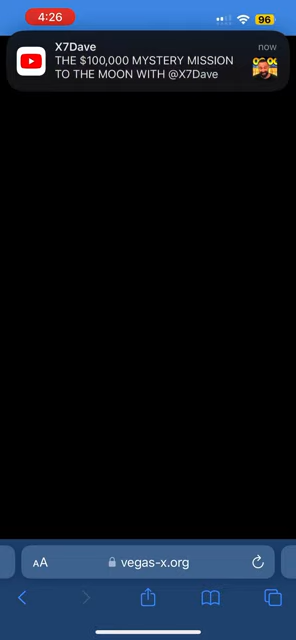 4:26
96
X7Dave
now
THE $100,000 MYSTERY MISSION
TO THE MOON WITH @X7Dave
AA
vegas-x.org